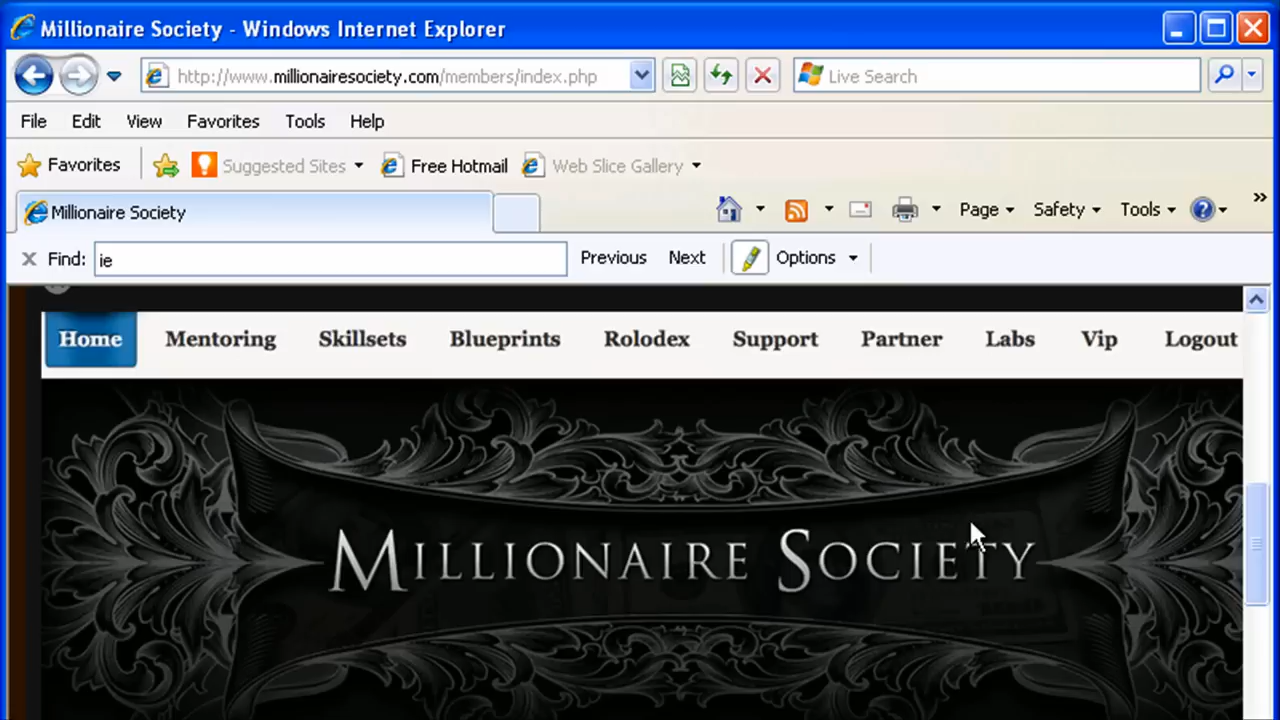 Millionaire Society - Windows Internet Explorer
http://www.millionairesociety.com/members/index.php Live Search
File Edit View Favorites Tools Help
Favorites Suggested Sites Free Hotmail Web Slice Gallery
Millionaire Society Page Safety Tools »
Find: ie Previous Next Options
Home Mentoring Skillsets Blueprints Rolodex Support Partner Labs Vip Logout
MILLIONAIRE SOCIETY